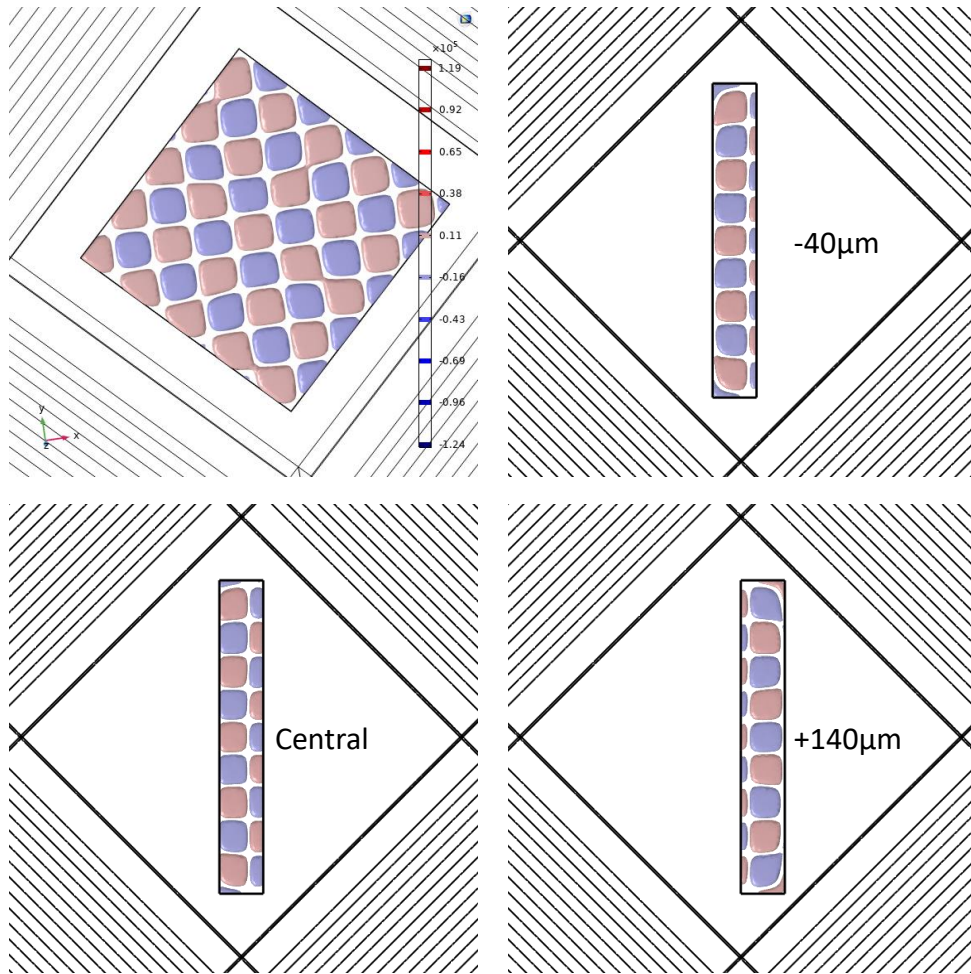 ×10⁵
1.19
0.92
0.65
0.38
0.11
-0.16
-0.43
-0.69
-0.96
-1.24
y
x
z
-40µm
Central
+140µm